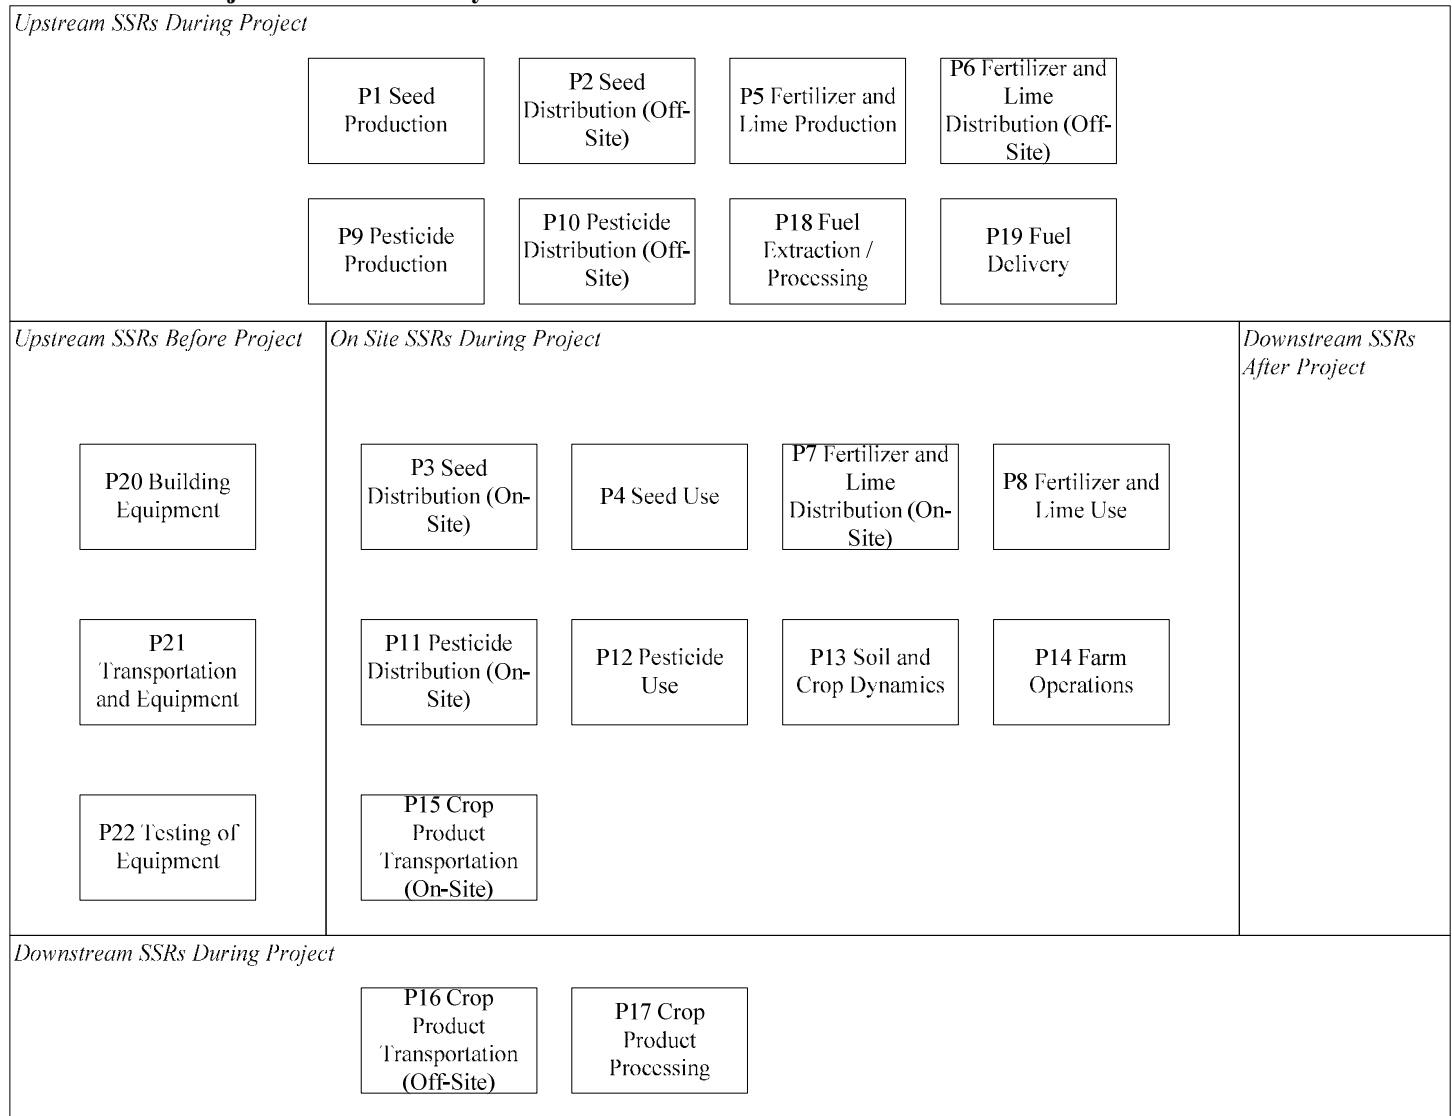 Upstream SSRs During Project
P1 Seed
Production
P2 Seed
Distribution (Off-
Site)
P5 Fertilizer and
Lime Production
P6 Fertilizer and
Lime
Distribution (Off-
Site)
P9 Pesticide
Production
P10 Pesticide
Distribution (Off-
Site)
P18 Fuel
Extraction /
Processing
P19 Fuel
Delivery
Upstream SSRs Before Project
On Site SSRs During Project
Downstream SSRs
After Project
P20 Building
Equipment
P3 Seed
Distribution (On-
Site)
P4 Seed Use
P7 Fertilizer and
Lime
Distribution (On-
Site)
P8 Fertilizer and
Lime Use
P21
Transportation
and Equipment
P11 Pesticide
Distribution (On-
Site)
P12 Pesticide
Use
P13 Soil and
Crop Dynamics
P14 Farm
Operations
P22 Testing of
Equipment
P15 Crop
Product
Transportation
(On-Site)
Downstream SSRs During Project
P16 Crop
Product
Transportation
(Off-Site)
P17 Crop
Product
Processing